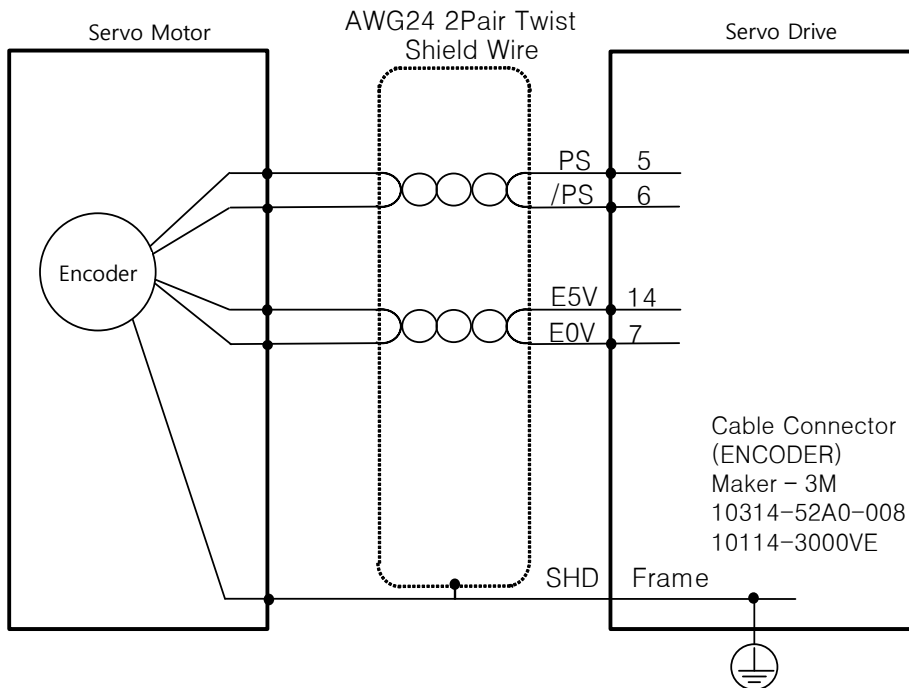 Servo Motor
AWG24 2Pair Twist
Shield Wire
Servo Drive
PS 5
/PS 6
Encoder
E5V 14
E0V 7
Cable Connector
(ENCODER)
Maker - 3M
10314-52A0-008
10114-3000VE
SHD Frame